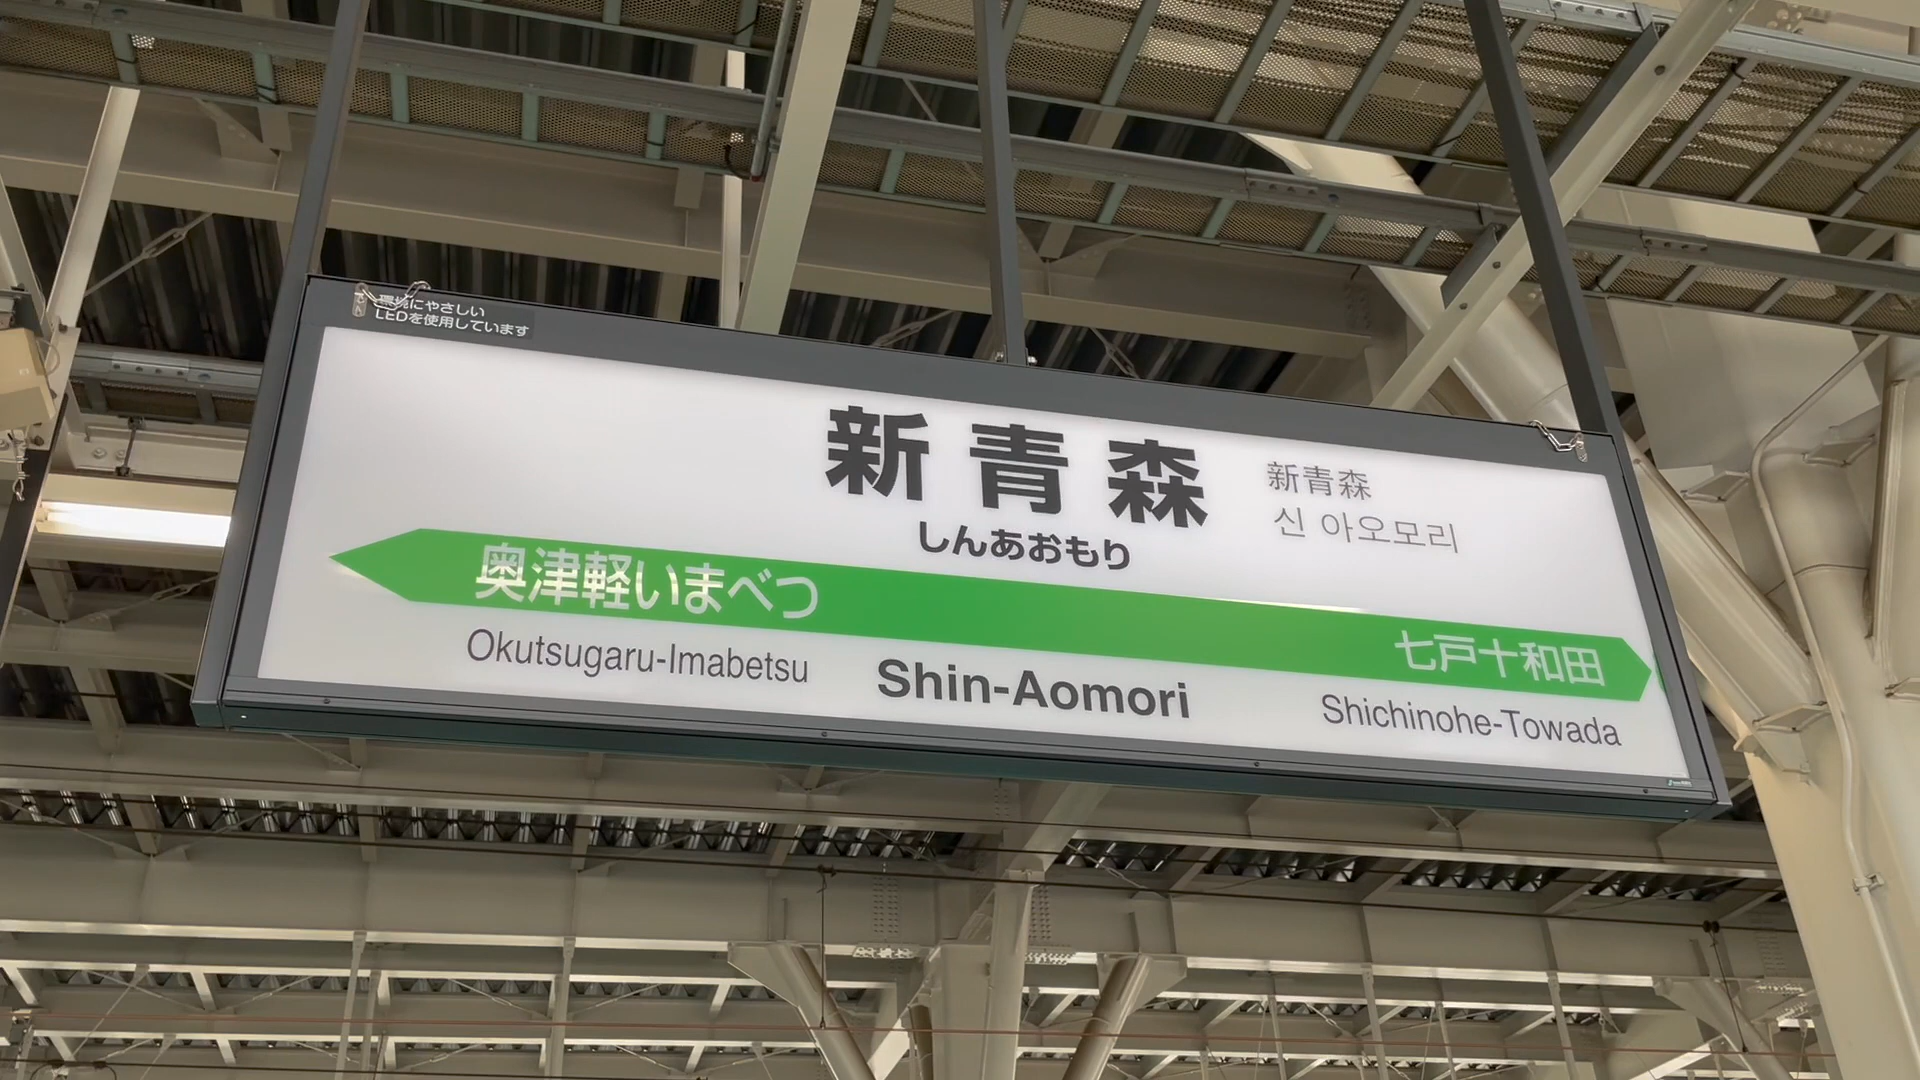 環境にやさしい
LEDを使用しています
新青森
新青森
신 아오모리
しんあおもり
奥津軽いまべつ
七戸十和田
Okutsugaru-Imabetsu
Shin-Aomori
Shichinohe-Towada